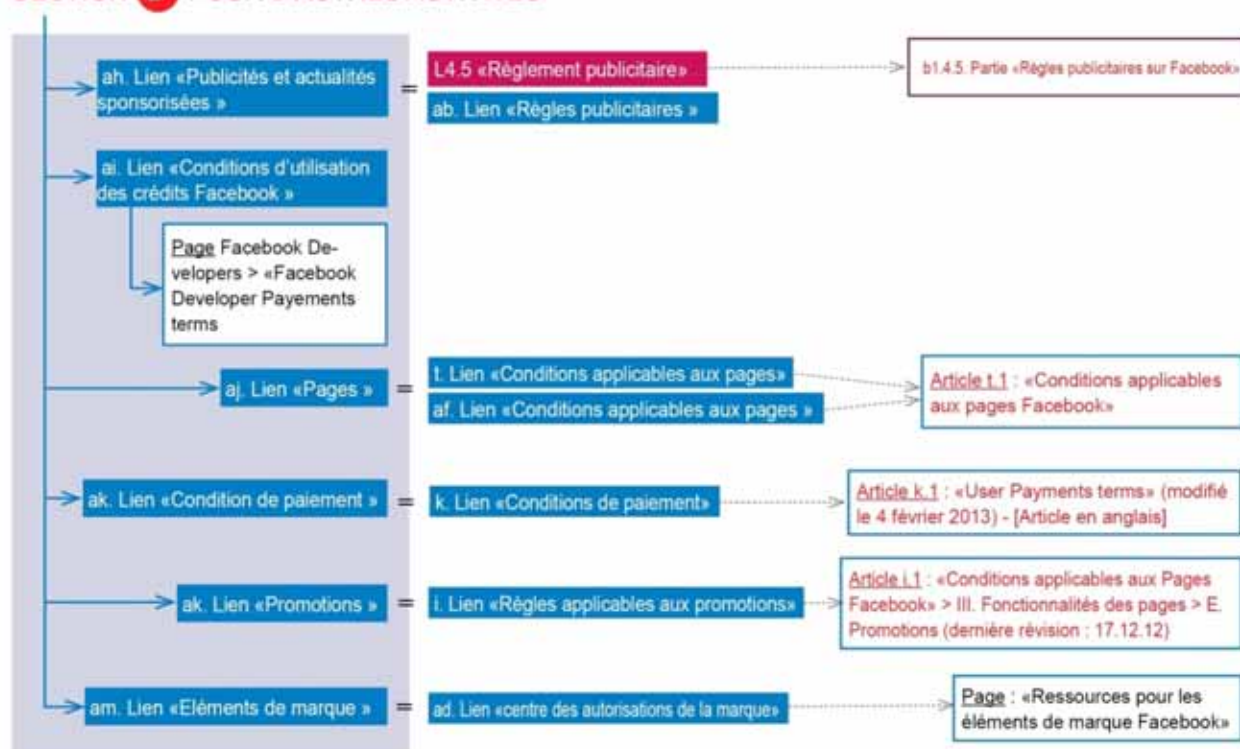 ah. Lien «Publicités et actualités
sponsorisées »
=
L4.5 «Règlement publicitaire»
ab. Lien «Règles publicitaires »
b1.4.5. Partie «Règles publicitaires sur Facebook»
ai. Lien «Conditions d'utilisation
des crédits Facebook »
Page Facebook De-
velopers > «Facebook
Developer Payements
terms
aj. Lien «Pages »
=
t. Lien «Conditions applicables aux pages»
af. Lien «Conditions applicables aux pages »
Article t.1 : «Conditions applicables
aux pages Facebook»
ak. Lien «Condition de paiement »
=
k. Lien «Conditions de paiement»
Article k.1 : «User Payments terms» (modifié
le 4 février 2013) - [Article en anglais]
ak. Lien «Promotions »
=
i. Lien «Règles applicables aux promotions»
Article i.1 : «Conditions applicables aux Pages
Facebook» > III. Fonctionnalités des pages > E.
Promotions (dernière révision : 17.12.12)
am. Lien «Eléments de marque »
=
ad. Lien «centre des autorisations de la marque»
Page : «Ressources pour les
éléments de marque Facebook»